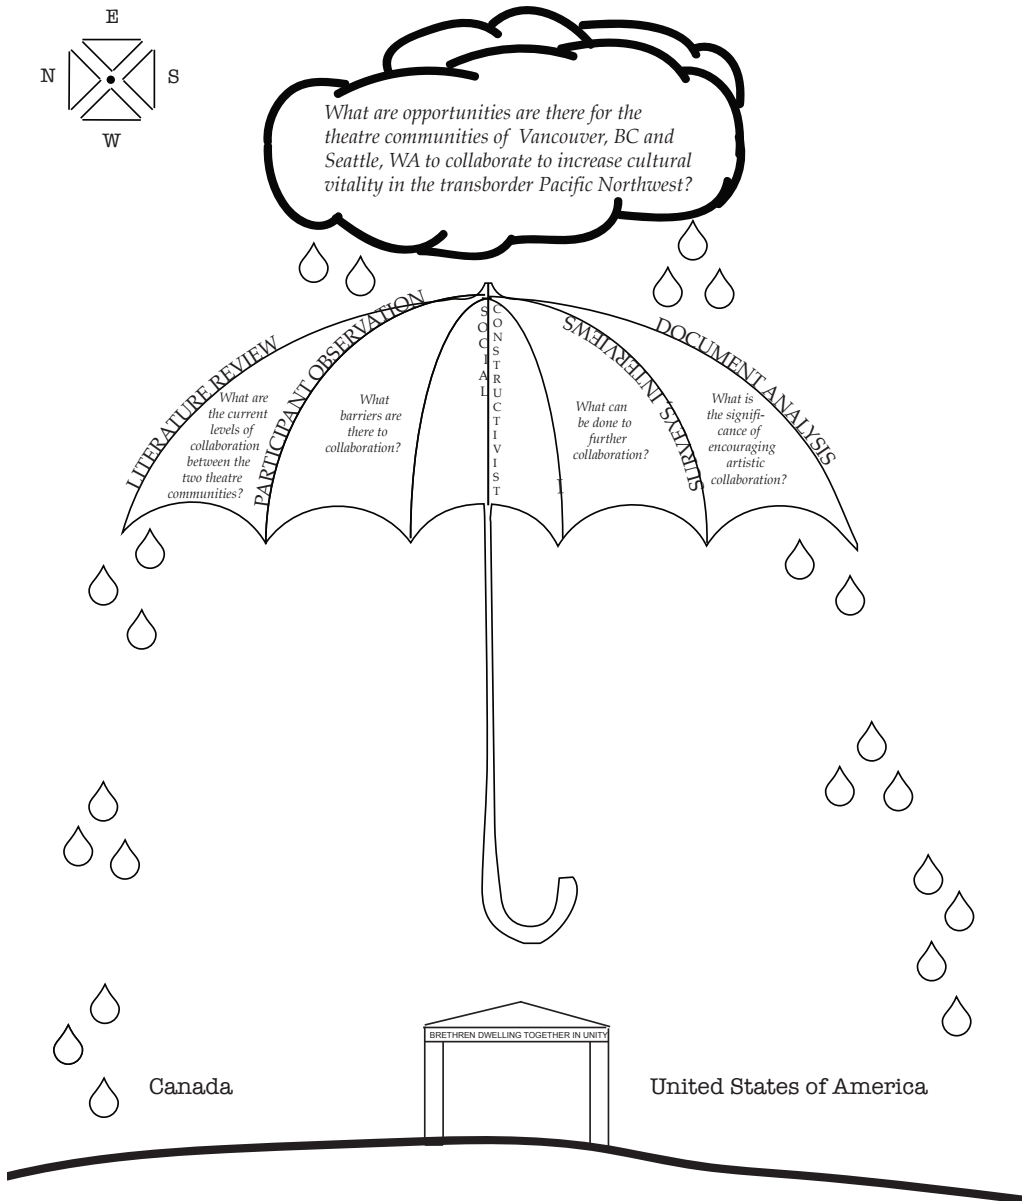 E
N
S
W
What are opportunities are there for the
theatre communities of Vancouver, BC and
Seattle, WA to collaborate to increase cultural
vitality in the transborder Pacific Northwest?
LITERATURE REVIEW
What are
the current
levels of
collaboration
between the
two theatre
communities?
PARTICIPANT OBSERVATION
What
barriers are
there to
collaboration?
SOCIAL
CONSTRUCTIVIST
What can
be done to
further
collaboration?
I
SURVEYS, INTERVIEWS
What is
the signifi-
cance of
encouraging
artistic
collaboration?
DOCUMENT ANALYSIS
BRETHREN DWELLING TOGETHER IN UNITY
Canada
United States of America